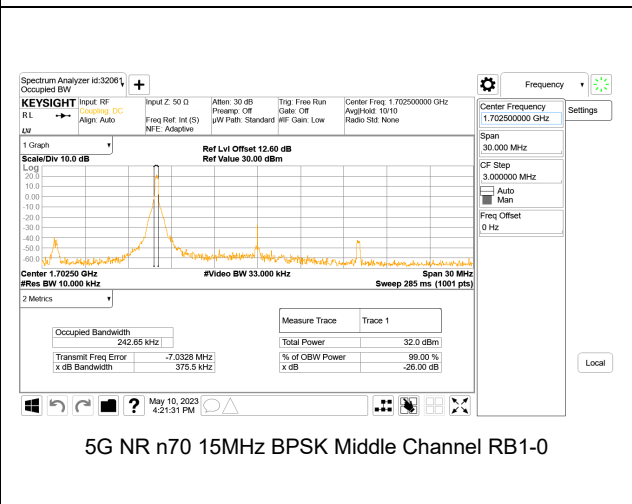 Spectrum Analyzer id:32061
Occupied BW
+
Frequency
KEYSIGHT
R L
Input: RF
Coupling: DC
Align: Auto
Input Z: 50 Ω
Freq Ref: Int (S)
NFE: Adaptive
Atten: 30 dB
Preamp: Off
µW Path: Standard
Trig: Free Run
Gate: Off
#IF Gain: Low
Center Freq: 1.702500000 GHz
Avg|Hold: 10/10
Radio Std: None
Center Frequency
1.702500000 GHz
Settings
Span
30.000 MHz
CF Step
3.000000 MHz
Auto
Man
Freq Offset
0 Hz
Local
1 Graph
Scale/Div 10.0 dB
Ref Lvl Offset 12.60 dB
Ref Value 30.00 dBm
Log
20.0
10.0
0.00
-10.0
-20.0
-30.0
-40.0
-50.0
-60.0
Center 1.70250 GHz
#Res BW 10.000 kHz
#Video BW 33.000 kHz
Span 30 MHz
Sweep 285 ms (1001 pts)
2 Metrics
Measure Trace
Trace 1
Occupied Bandwidth
242.65 kHz
Total Power
32.0 dBm
Transmit Freq Error
-7.0328 MHz
% of OBW Power
99.00 %
x dB Bandwidth
375.5 kHz
x dB
-26.00 dB
?
May 10, 2023
4:21:31 PM
5G NR n70 15MHz BPSK Middle Channel RB1-0